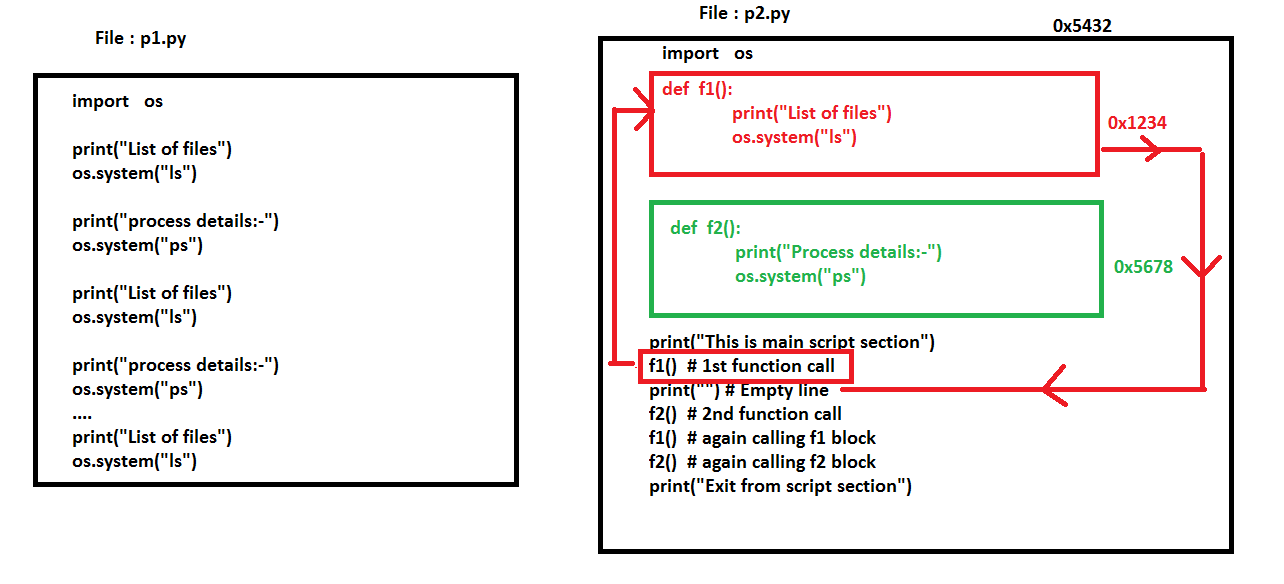 File : p1.py
import os
print("List of files")
os.system("ls")
print("process details:-")
os.system("ps")
print("List of files")
os.system("ls")
print("process details:-")
os.system("ps")
....
print("List of files")
os.system("ls")
File : p2.py
0x5432
import os
def f1():
print("List of files")
os.system("ls")
0x1234
def f2():
print("Process details:-")
os.system("ps")
0x5678
print("This is main script section")
f1() # 1st function call
print("") # Empty line
f2() # 2nd function call
f1() # again calling f1 block
f2() # again calling f2 block
print("Exit from script section")